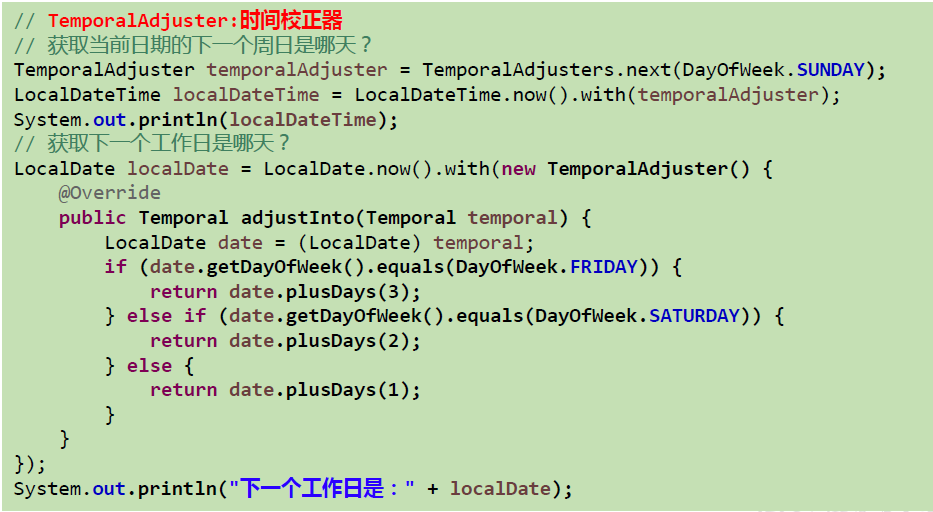 // TemporalAdjuster:时间校正器
// 获取当前日期的下一个周日是哪天？
TemporalAdjuster temporalAdjuster = TemporalAdjusters.next(DayOfWeek.SUNDAY);
LocalDateTime localDateTime = LocalDateTime.now().with(temporalAdjuster);
System.out.println(localDateTime);
// 获取下一个工作日是哪天？
LocalDate localDate = LocalDate.now().with(new TemporalAdjuster() {
    @Override
    public Temporal adjustInto(Temporal temporal) {
        LocalDate date = (LocalDate) temporal;
        if (date.getDayOfWeek().equals(DayOfWeek.FRIDAY)) {
            return date.plusDays(3);
        } else if (date.getDayOfWeek().equals(DayOfWeek.SATURDAY)) {
            return date.plusDays(2);
        } else {
            return date.plusDays(1);
        }
    }
});
System.out.println("下一个工作日是：" + localDate);